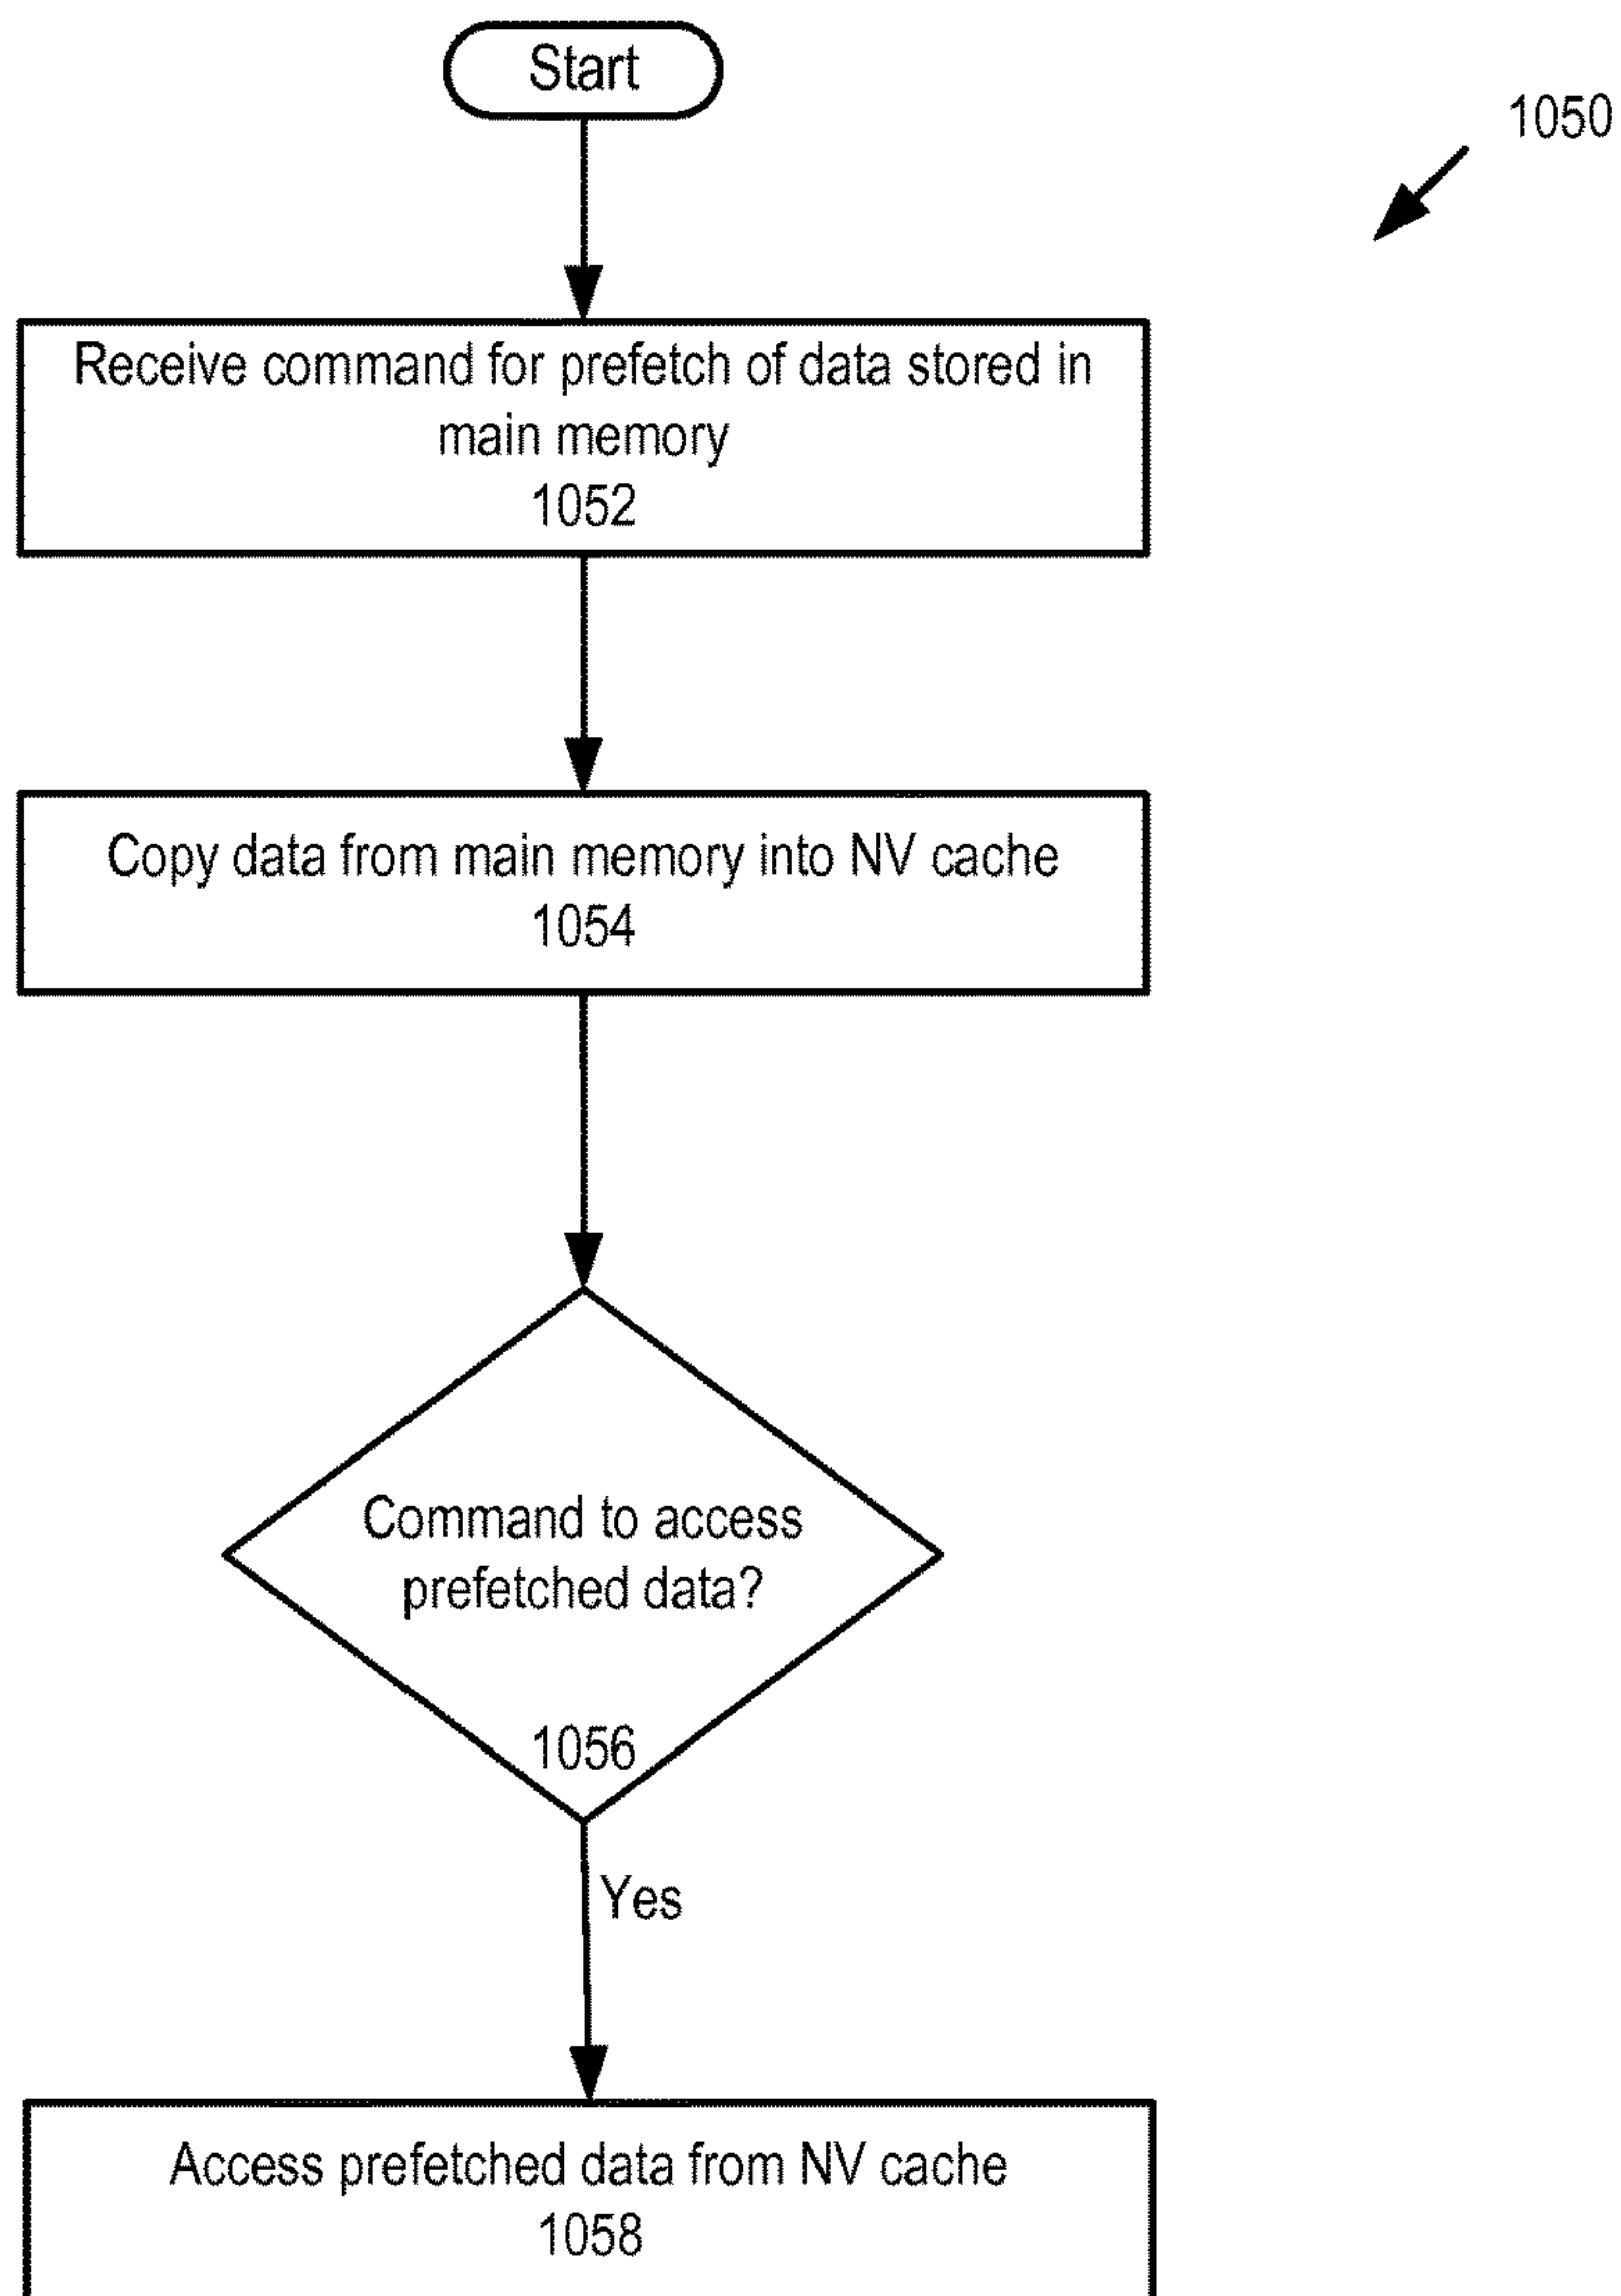 Start
1050
Receive command for prefetch of data stored in
main memory
1052
Copy data from main memory into NV cache
1054
Command to access
prefetched data?
1056
Yes
Access prefetched data from NV cache
1058